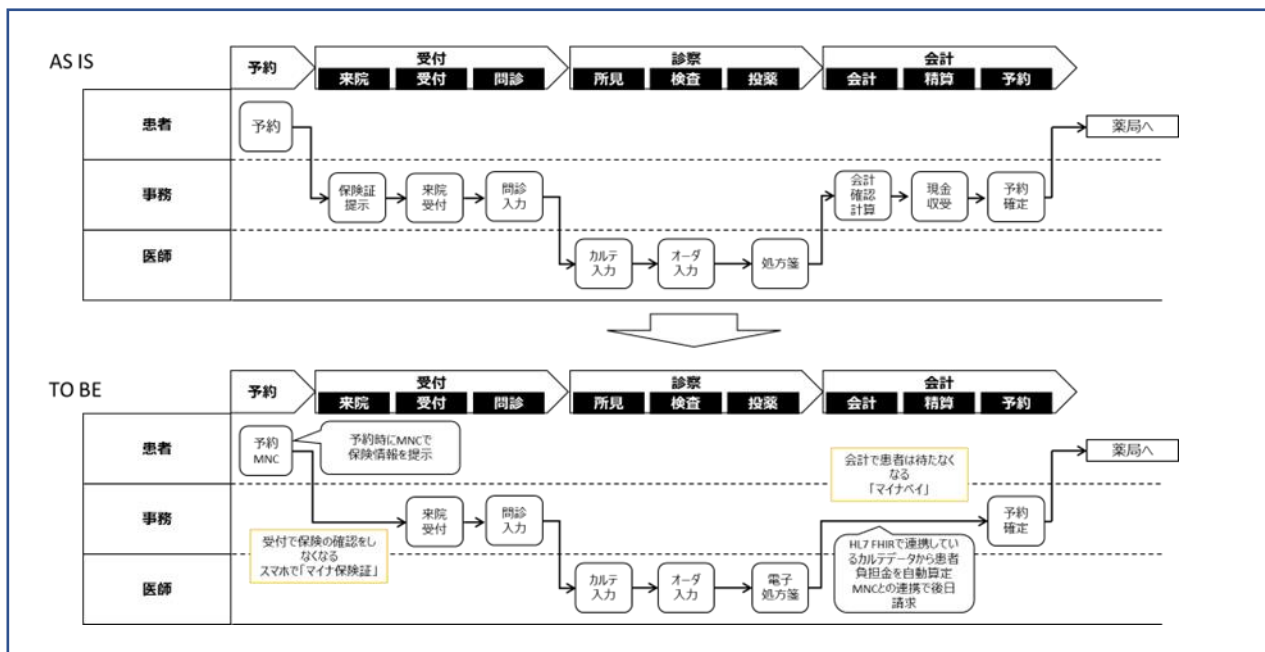 AS IS
予約
受付
来院
受付
問診
診察
所見
検査
投薬
会計
会計
精算
予約
患者
予約
薬局へ
事務
保険証
提示
来院
受付
問診
入力
会計
確認
計算
現金
収受
予約
確定
医師
カルテ
入力
オーダ
入力
処方箋
TO BE
予約
受付
来院
受付
問診
診察
所見
検査
投薬
会計
会計
精算
予約
患者
予約
MNC
予約時にMNCで
保険情報を提示
会計で患者は待たなく
なる
「マイナペイ」
薬局へ
事務
来院
受付
問診
入力
予約
確定
受付で保険の確認をし
なくなる
スマホで「マイナ保険証」
HL7 FHIRで連携してい
るカルテデータから患者
負担金を自動算定
MNCとの連携で後日
請求
医師
カルテ
入力
オーダ
入力
電子
処方箋